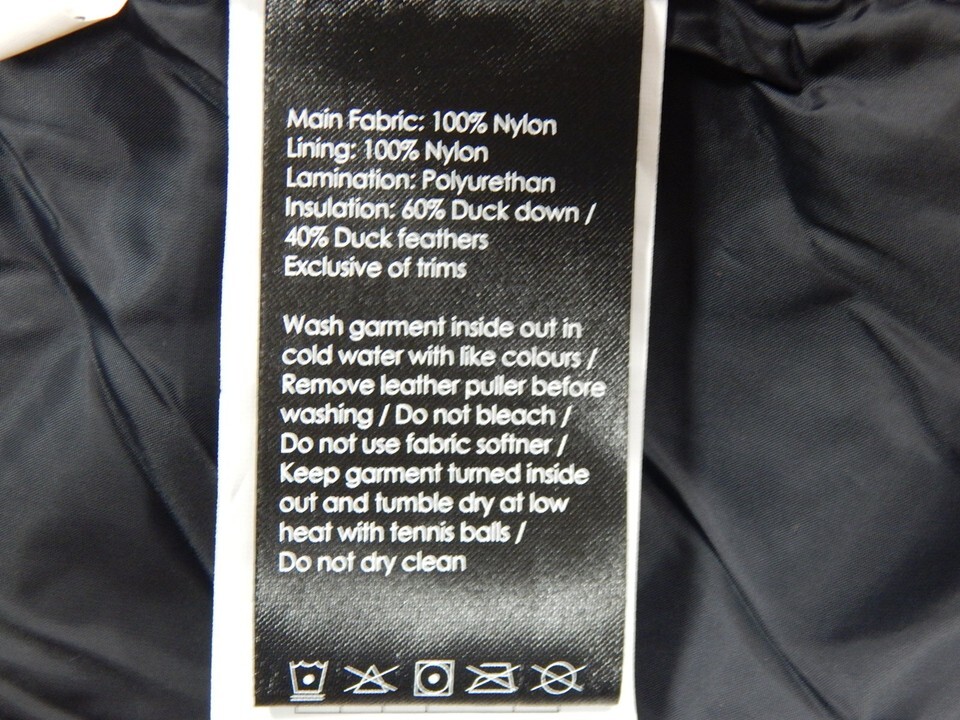 Main Fabric: 100% Nylon
Lining: 100% Nylon
Lamination: Polyurethan
Insulation: 60% Duck down /
40% Duck feathers
Exclusive of trims
Wash garment inside out in
cold water with like colours /
Remove leather puller before
washing / Do not bleach /
Do not use fabric softner /
Keep garment turned inside
out and tumble dry at low
heat with tennis balls /
Do not dry clean